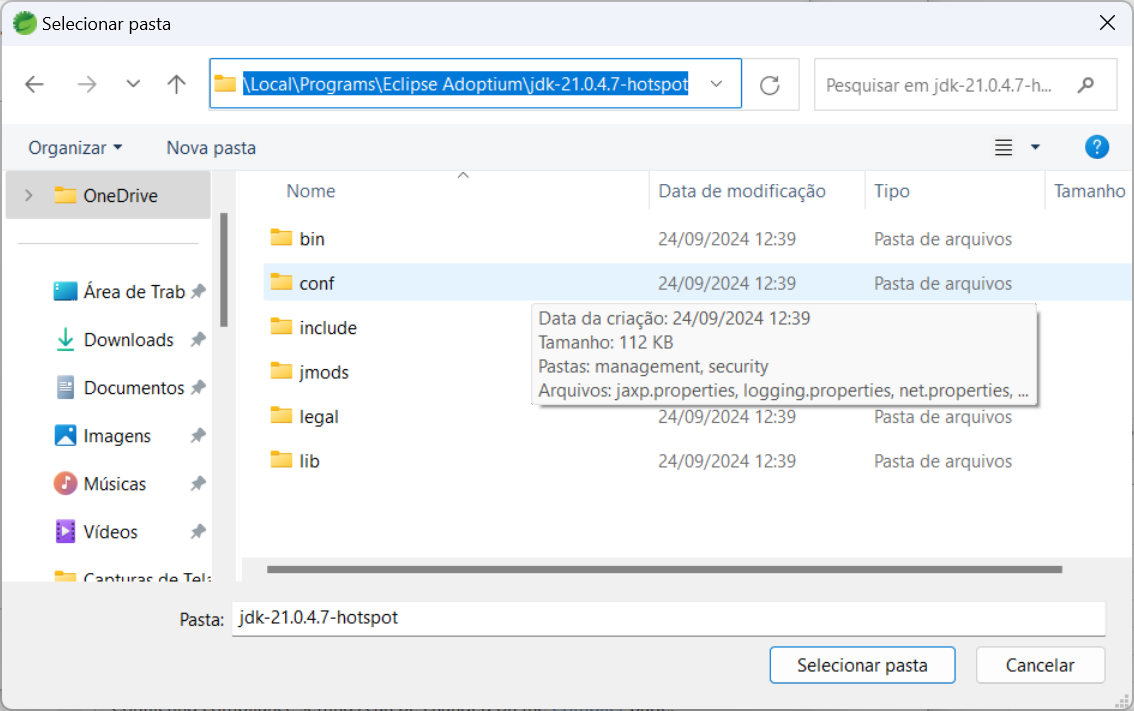 Selecionar pasta
\Local\Programs\Eclipse Adoptium\jdk-21.0.4.7-hotspot
Pesquisar em jdk-21.0.4.7-h...
Organizar
Nova pasta
?
OneDrive
Área de Trab
Downloads
Documentos
Imagens
Músicas
Vídeos
Capturas de Tela
Nome Data de modificação Tipo Tamanho
bin 24/09/2024 12:39 Pasta de arquivos
conf 24/09/2024 12:39 Pasta de arquivos
include
jmods
legal 24/09/2024 12:39 Pasta de arquivos
lib 24/09/2024 12:39 Pasta de arquivos
Data da criação: 24/09/2024 12:39
Tamanho: 112 KB
Pastas: management, security
Arquivos: jaxp.properties, logging.properties, net.properties, ...
Pasta: jdk-21.0.4.7-hotspot
Selecionar pasta
Cancelar